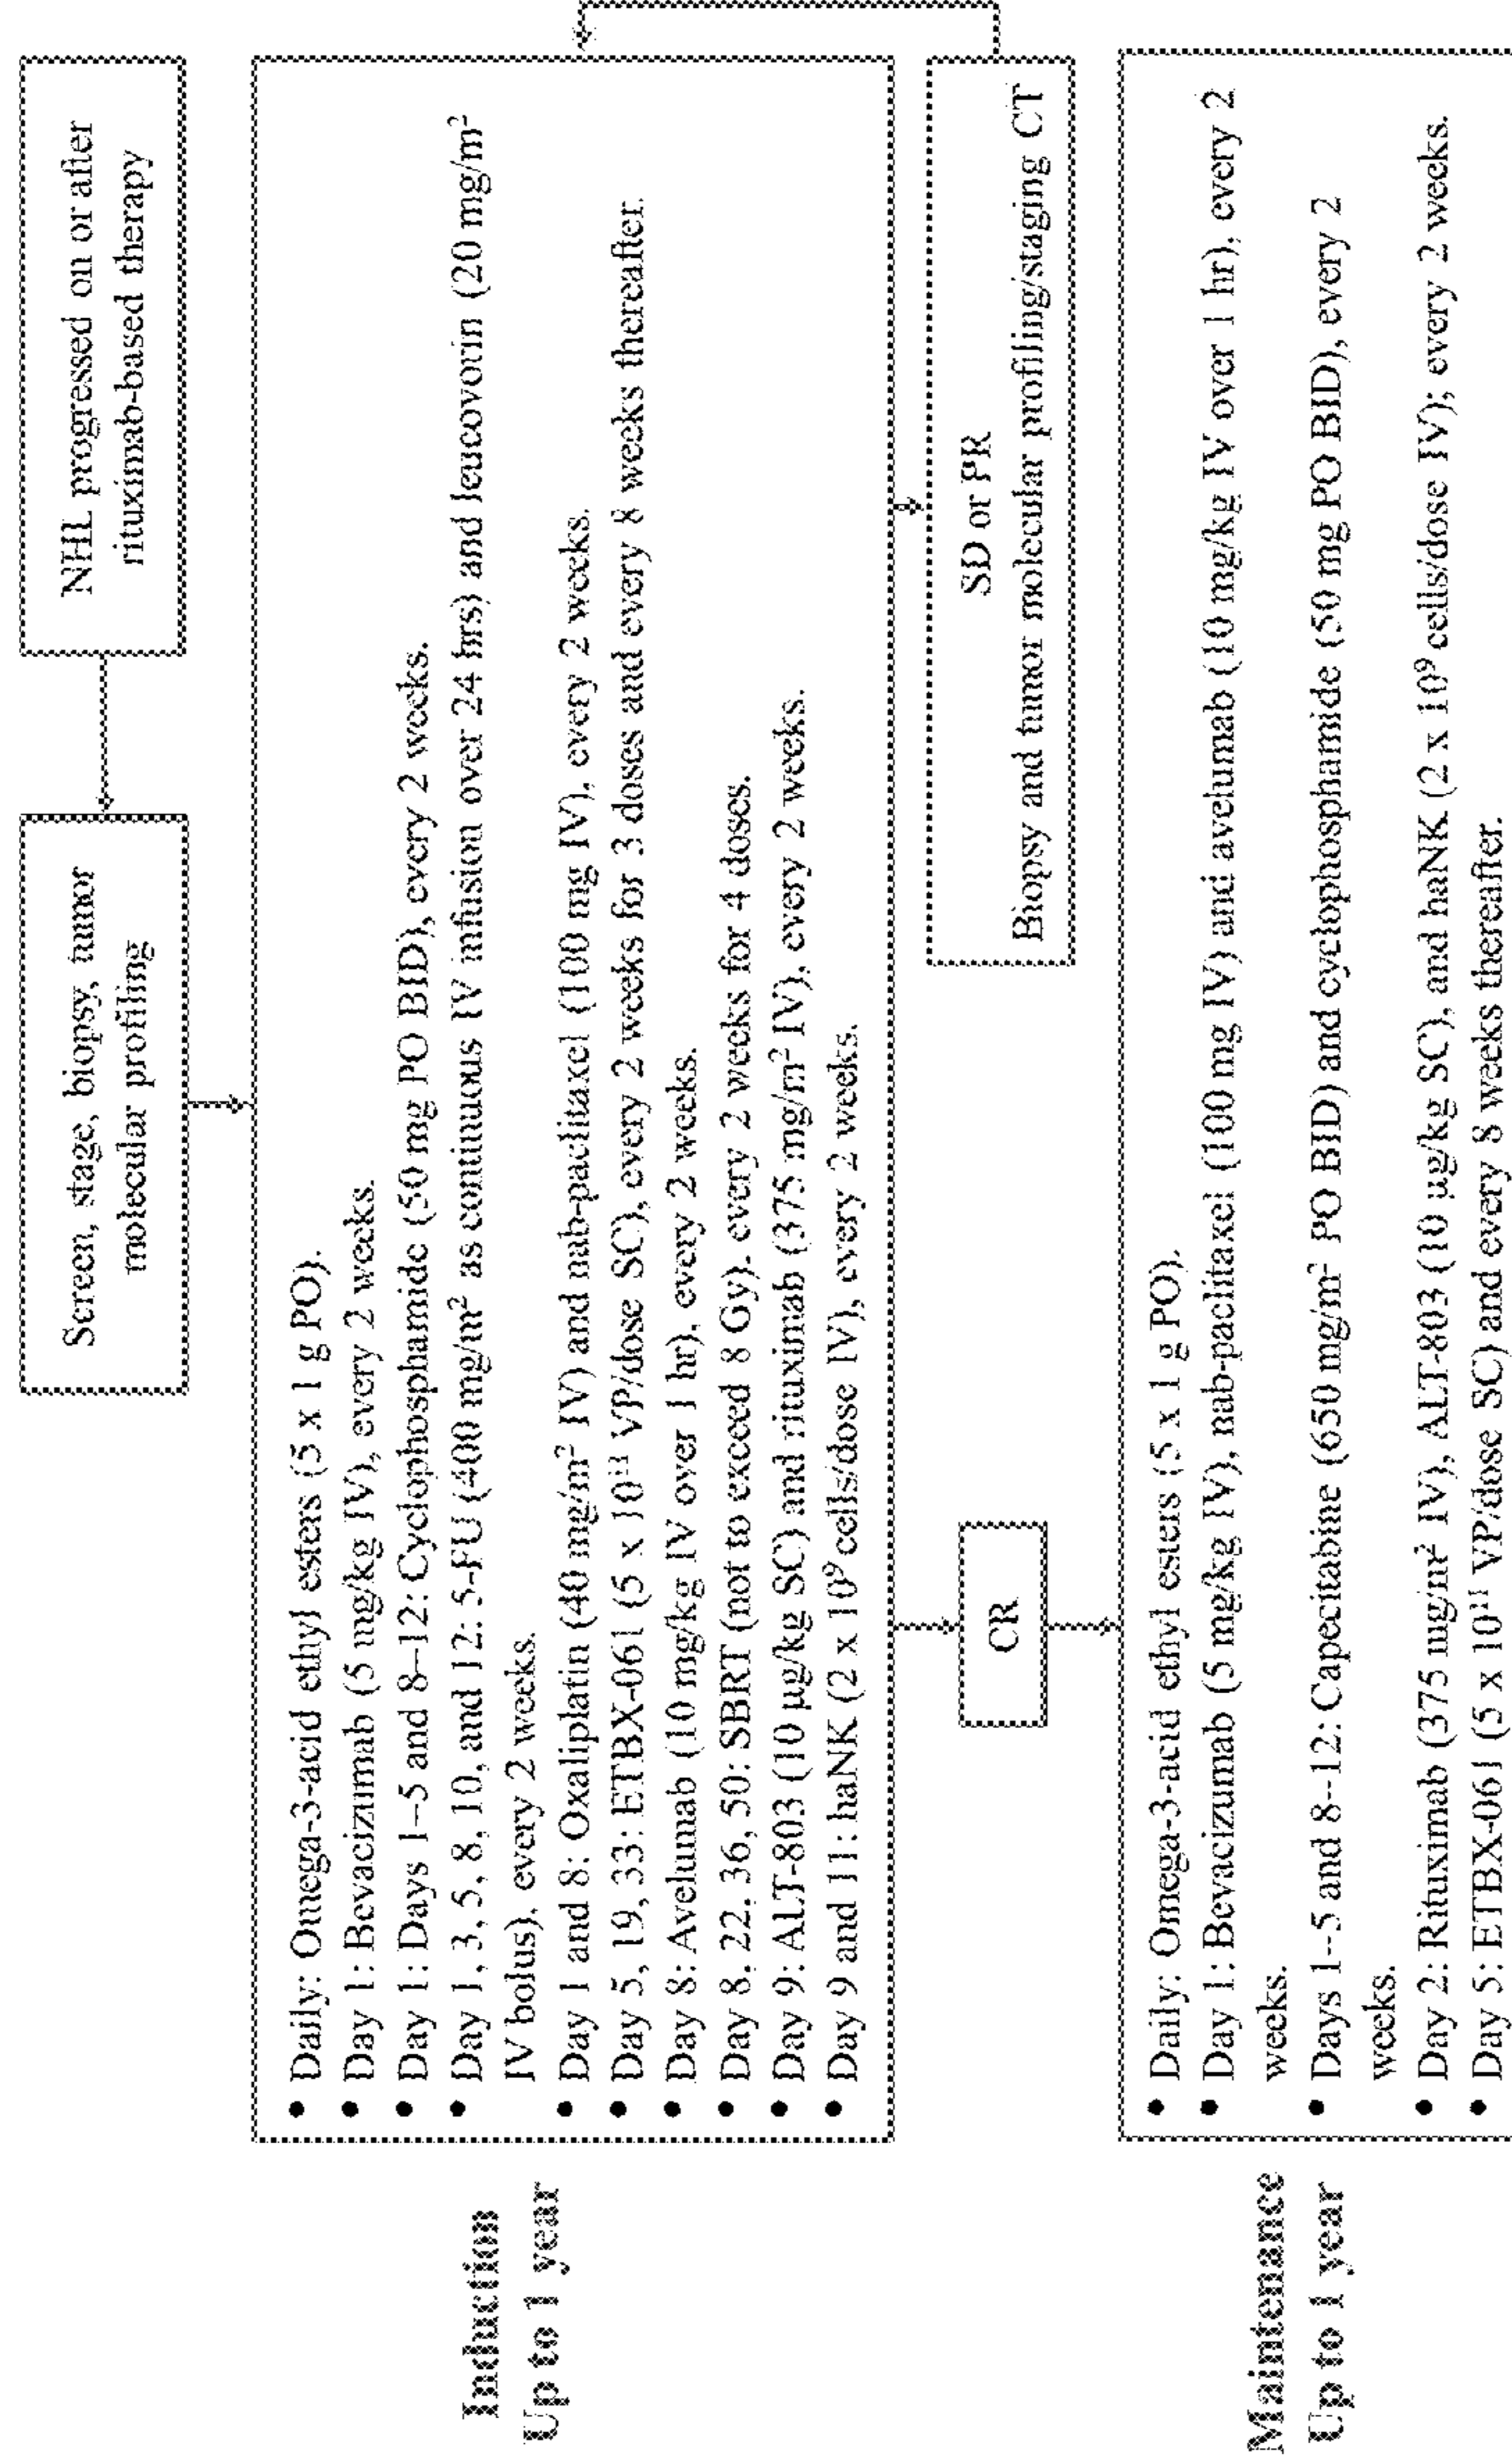 NHL progressed on or after
rituximab-based therapy
Screen, stage, biopsy, tumor
molecular profiling
Induction
Up to 1 year
• Daily: Omega-3-acid ethyl esters (5 x 1 g PO).
• Day 1: Bevacizumab (5 mg/kg IV), every 2 weeks.
• Day 1: Days 1–5 and 8–12: Cyclophosphamide (50 mg PO BID), every 2 weeks.
• Day 1, 3, 5, 8, 10, and 12: 5-FU (400 mg/m² as continuous IV infusion over 24 hrs) and leucovorin (20 mg/m²
IV bolus), every 2 weeks.
• Day 1 and 8: Oxaliplatin (40 mg/m² IV) and nab-paclitaxel (100 mg IV), every 2 weeks.
• Day 5, 19, 33: ETBX-061 (5 x 10¹¹ VP/dose SC), every 2 weeks for 3 doses and every 8 weeks thereafter.
• Day 8: Avelumab (10 mg/kg IV over 1 hr), every 2 weeks.
• Day 8, 22, 36, 50: SBRT (not to exceed 8 Gy), every 2 weeks for 4 doses.
• Day 9: ALT-803 (10 µg/kg SC) and rituximab (375 mg/m² IV), every 2 weeks.
• Day 9 and 11: haNK (2 x 10⁹ cells/dose IV), every 2 weeks.
CR
SD or PR
Biopsy and tumor molecular profiling/staging CT
Maintenance
Up to 1 year
• Daily: Omega-3-acid ethyl esters (5 x 1 g PO).
• Day 1: Bevacizumab (5 mg/kg IV), nab-paclitaxel (100 mg IV) and avelumab (10 mg/kg IV over 1 hr), every 2
weeks.
• Days 1--5 and 8--12: Capecitabine (650 mg/m² PO BID) and cyclophosphamide (50 mg PO BID), every 2
weeks.
• Day 2: Rituximab (375 mg/m² IV), ALT-803 (10 µg/kg SC), and haNK (2 x 10⁹ cells/dose IV); every 2 weeks.
• Day 5: ETBX-061 (5 x 10¹¹ VP/dose SC) and every 8 weeks thereafter.